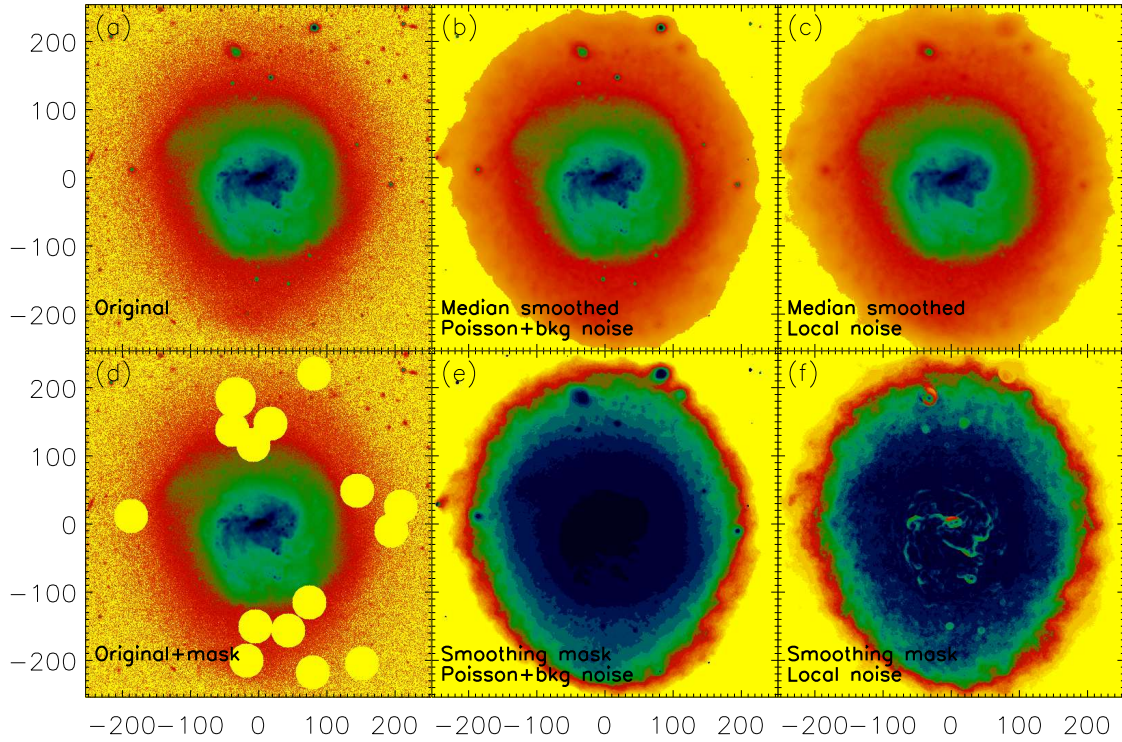 (a)
(b)
(c)
200
100
0
−100
−200
Original
Median smoothed
Poisson+bkg noise
Median smoothed
Local noise
(d)
(e)
(f)
200
100
0
−100
−200
Original+mask
Smoothing mask
Poisson+bkg noise
Smoothing mask
Local noise
−200−100 0 100 200
−200−100 0 100 200
−200−100 0 100 200